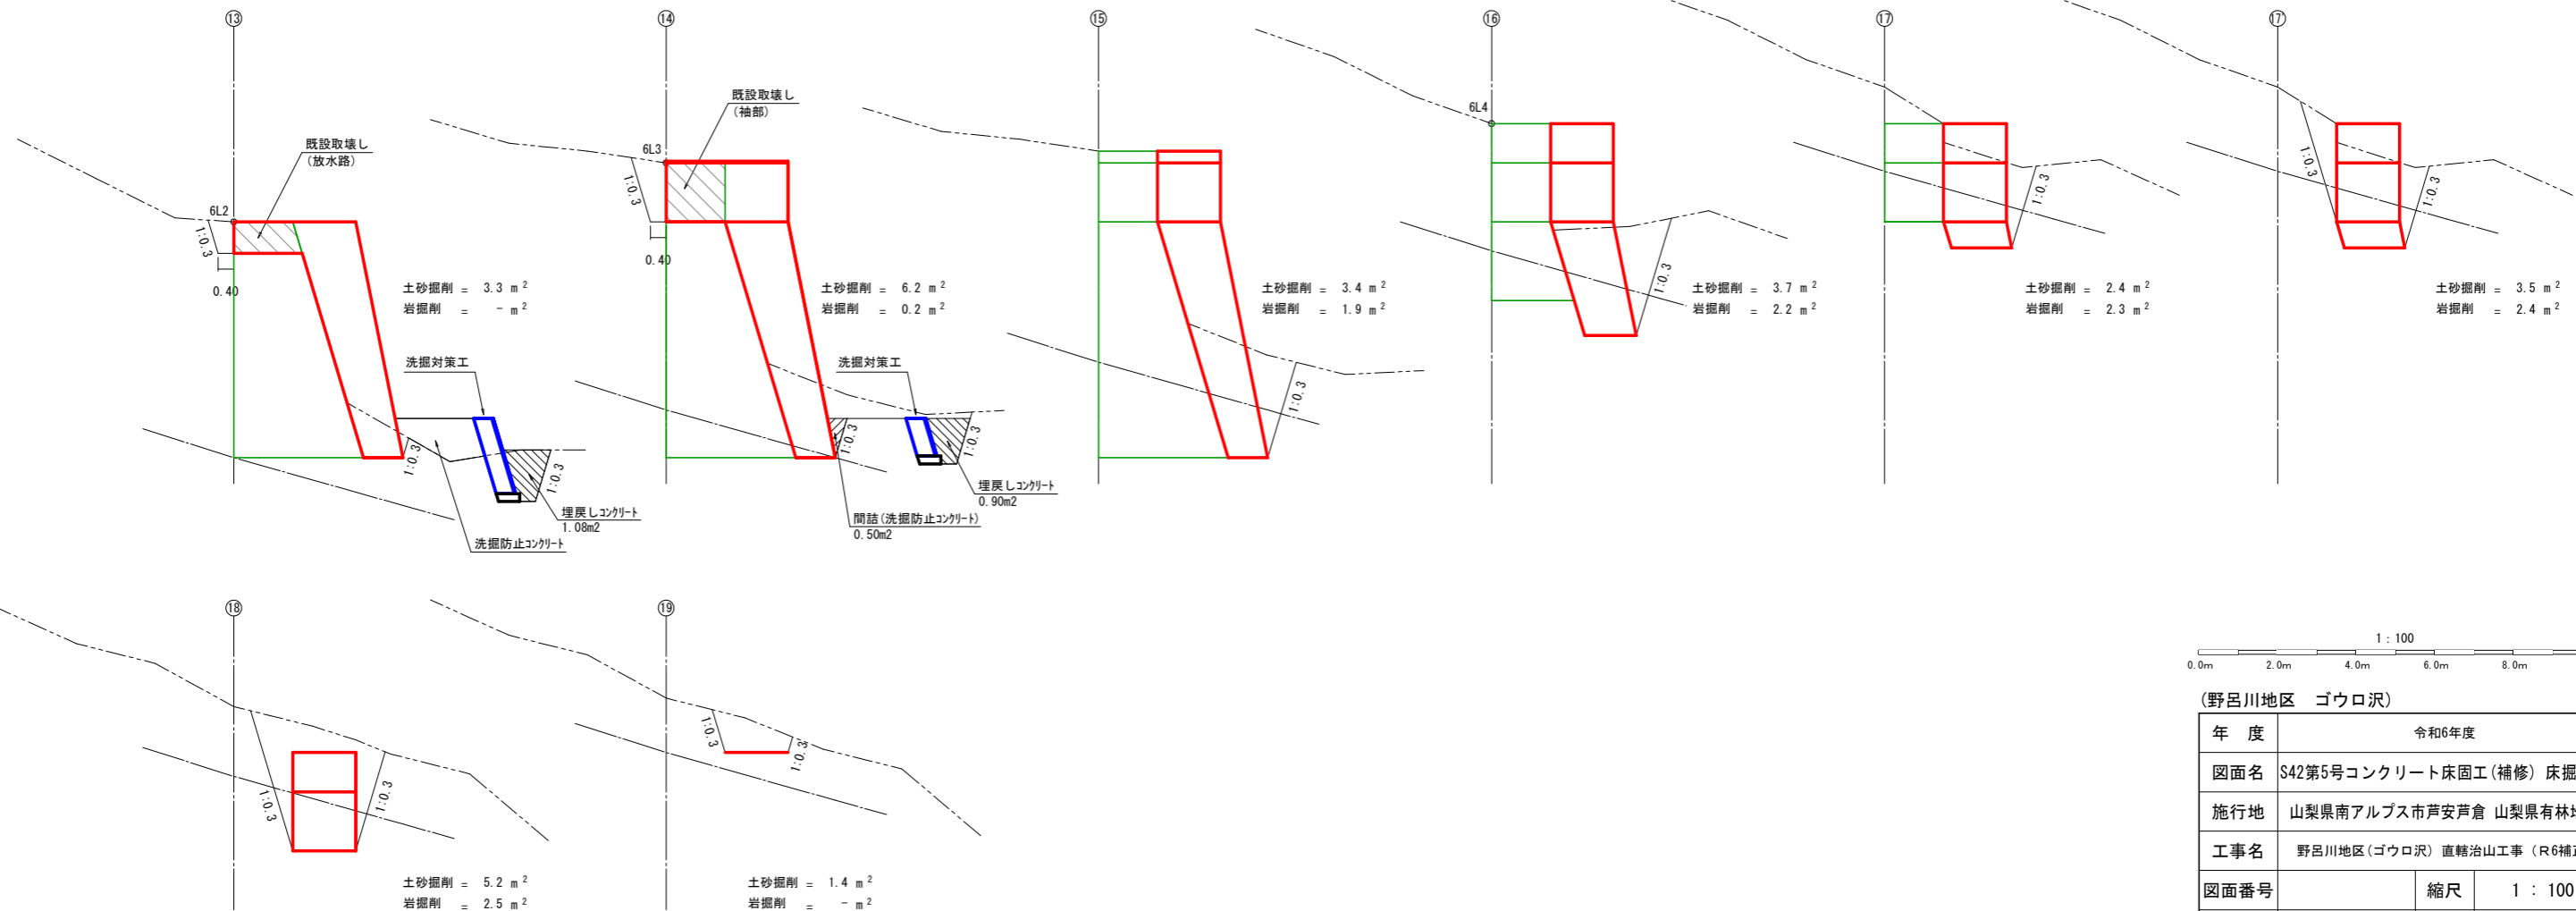 ⑬
⑭
⑮
⑯
⑰
⑰'
既設取壊し
(放水路)
6L2
1:0.3
0.40
土砂掘削 = 3.3 m²
岩掘削 = - m²
洗掘対策工
1:0.3
1:0.3
埋戻しコンクリート
1.08m2
洗掘防止コンクリート
既設取壊し
(袖部)
6L3
1:0.3
0.40
土砂掘削 = 6.2 m²
岩掘削 = 0.2 m²
洗掘対策工
1:0.3
1:0.3
埋戻しコンクリート
0.90m2
間詰(洗掘防止コンクリート)
0.50m2
土砂掘削 = 3.4 m²
岩掘削 = 1.9 m²
1:0.3
6L4
1:0.3
土砂掘削 = 3.7 m²
岩掘削 = 2.2 m²
1:0.3
土砂掘削 = 2.4 m²
岩掘削 = 2.3 m²
1:0.3
1:0.3
土砂掘削 = 3.5 m²
岩掘削 = 2.4 m²
⑱
⑲
1:0.3
1:0.3
土砂掘削 = 5.2 m²
岩掘削 = 2.5 m²
1:0.3
1:0.3
土砂掘削 = 1.4 m²
岩掘削 = - m²
1 : 100
0.0m 2.0m 4.0m 6.0m 8.0m
(野呂川地区 ゴウロ沢)
年 度 令和6年度
図面名 S42第5号コンクリート床固工(補修) 床掘
施行地 山梨県南アルプス市芦安芦倉 山梨県有林
工事名 野呂川地区(ゴウロ沢) 直轄治山工事 (R6補
図面番号 縮尺 1 : 100